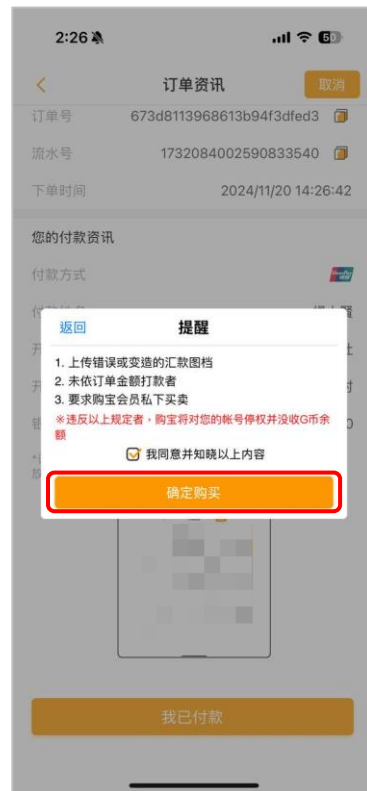 2:26
50
订单资讯
取消
订单号 673d8113968613b94f3dfed3
流水号 1732084002590833540
下单时间 2024/11/20 14:26:42
您的付款资讯
付款方式
返回 提醒
1. 上传错误或变造的汇款图档
2. 未依订单金额打款者
3. 要求购宝会员私下买卖
※违反以上规定者，购宝将对您的帐号停权并没收G币余
额
我同意并知晓以上内容
确定购买
我已付款